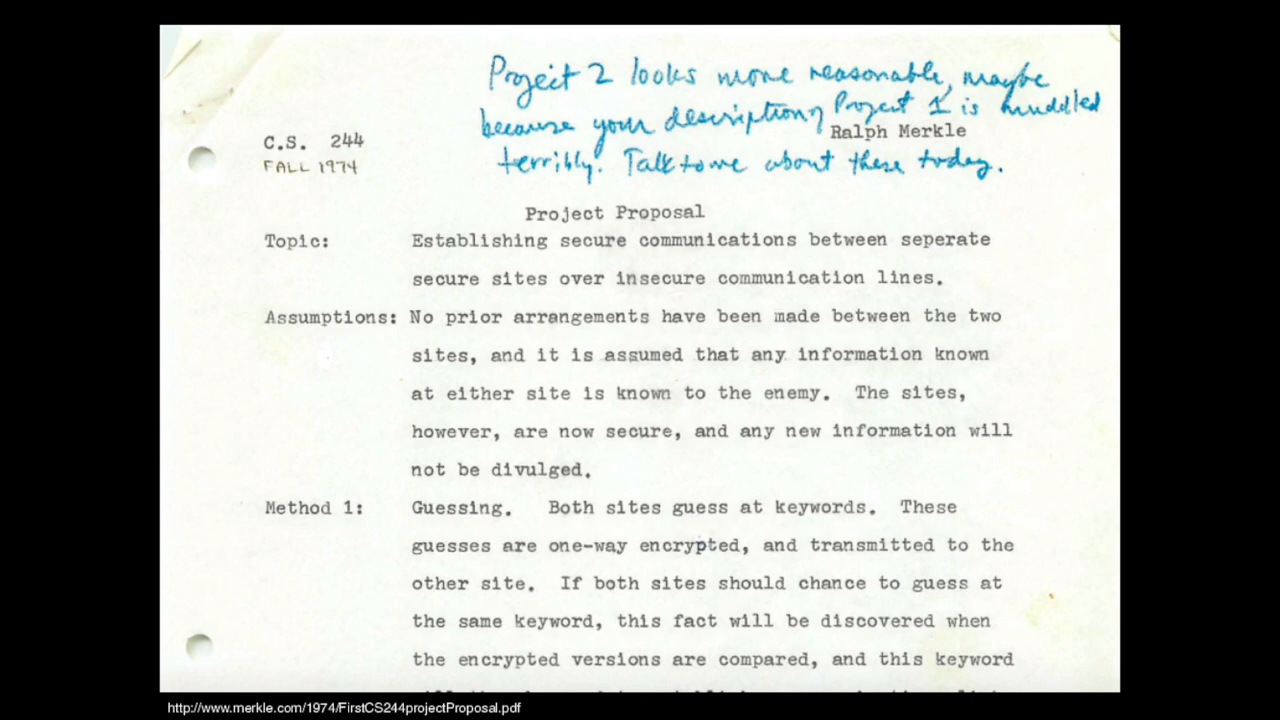 Project 2 looks more reasonable, maybe
because your description of Project 1 is muddled
terribly. Talk to me about these today.
Ralph Merkle
C.S. 244
FALL 1974
Project Proposal
Topic: Establishing secure communications between seperate
secure sites over insecure communication lines.
Assumptions: No prior arrangements have been made between the two
sites, and it is assumed that any information known
at either site is known to the enemy. The sites,
however, are now secure, and any new information will
not be divulged.
Method 1: Guessing. Both sites guess at keywords. These
guesses are one-way encrypted, and transmitted to the
other site. If both sites should chance to guess at
the same keyword, this fact will be discovered when
the encrypted versions are compared, and this keyword
http://www.merkle.com/1974/FirstCS244projectProposal.pdf